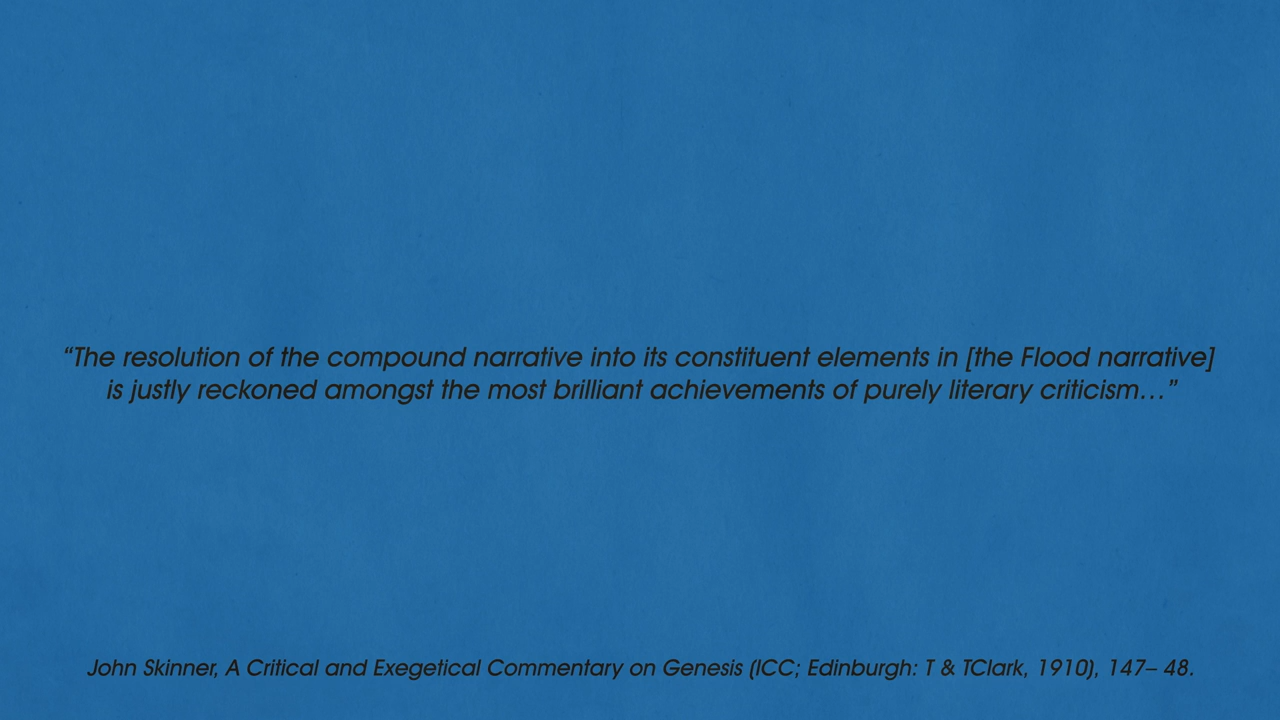 “The resolution of the compound narrative into its constituent elements in [the Flood narrative]
is justly reckoned amongst the most brilliant achievements of purely literary criticism…”
John Skinner, A Critical and Exegetical Commentary on Genesis (ICC; Edinburgh: T & TClark, 1910), 147– 48.